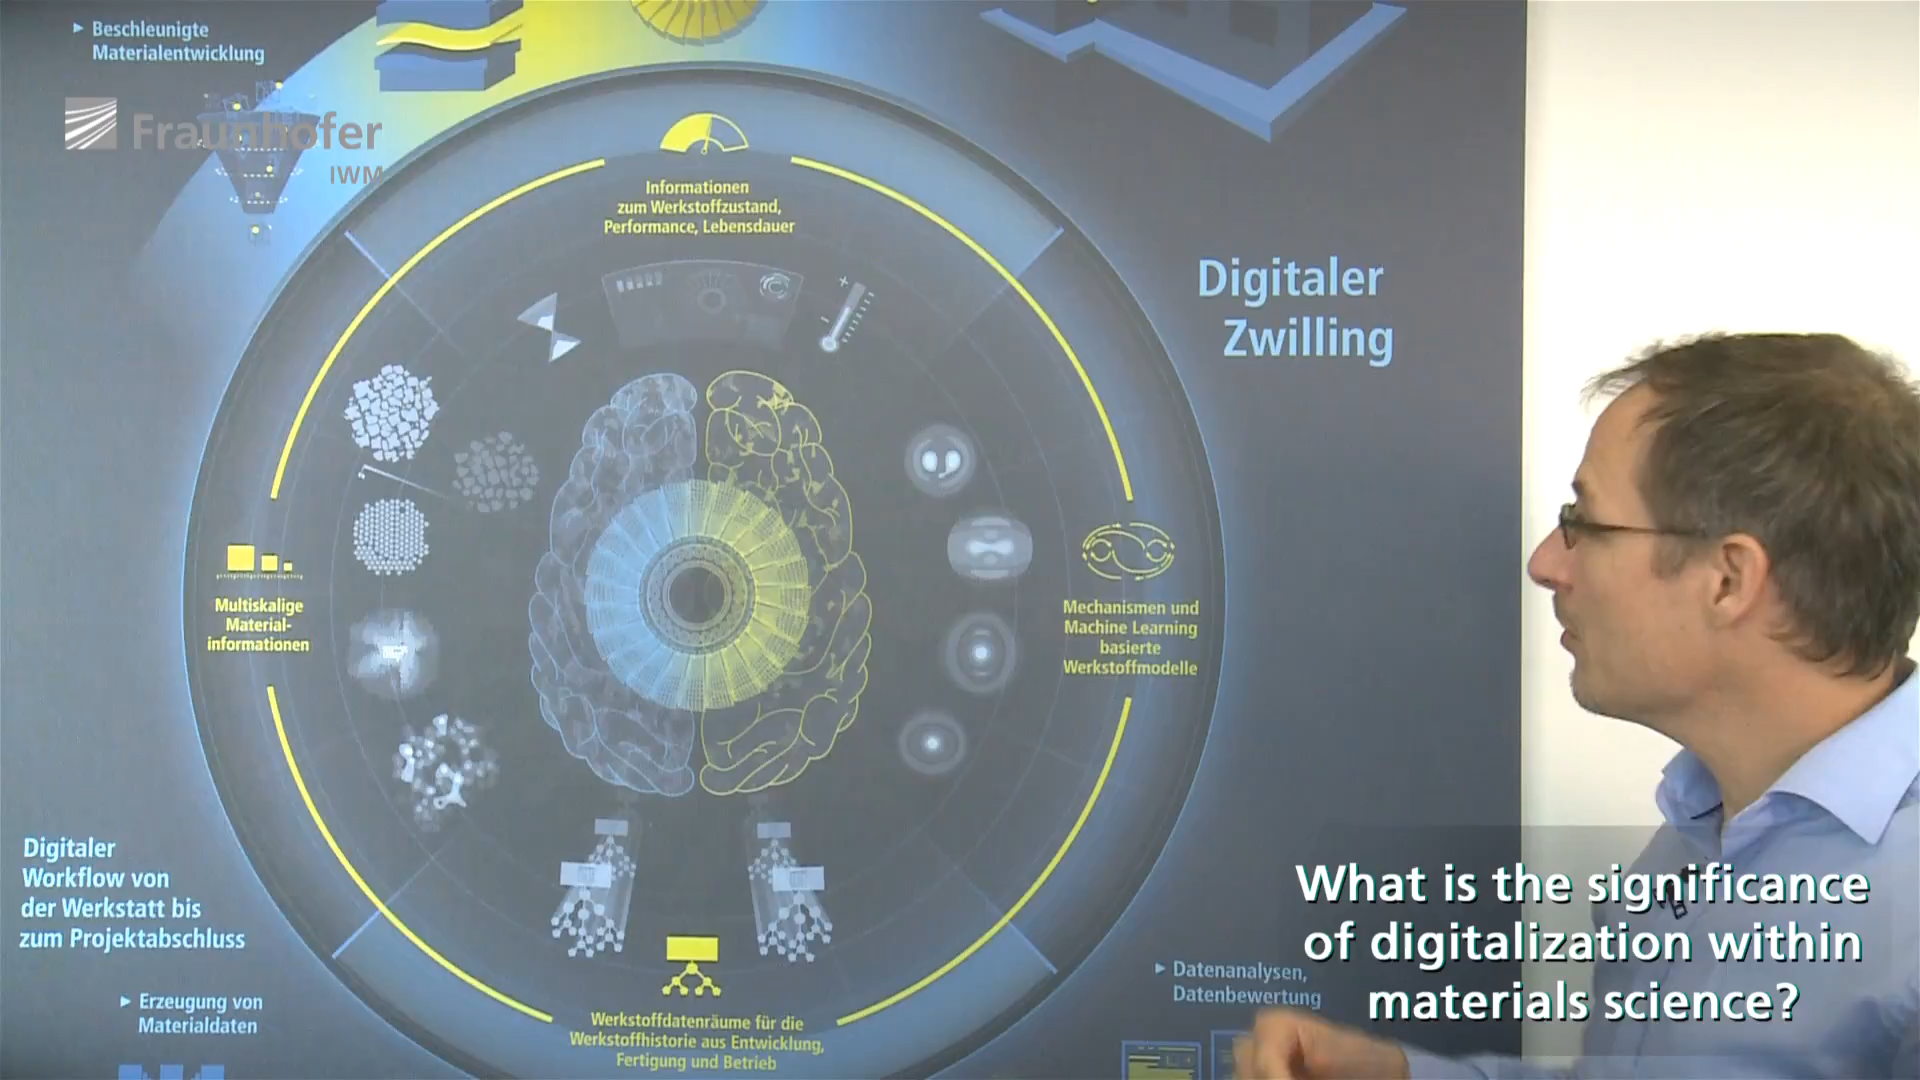 Beschleunigte
Materialentwicklung
Fraunhofer
IWM
Informationen
zum Werkstoffzustand,
Performance, Lebensdauer
Digitaler
Zwilling
Multiskalige
Material-
informationen
Mechanismen und
Machine Learning
basierte
Werkstoffmodelle
Digitaler
Workflow von
der Werkstatt bis
zum Projektabschluss
Erzeugung von
Materialdaten
Werkstoffdatenräume für die
Werkstoffhistorie aus Entwicklung,
Fertigung und Betrieb
Datenanalysen,
Datenbewertung
What is the significance
of digitalization within
materials science?